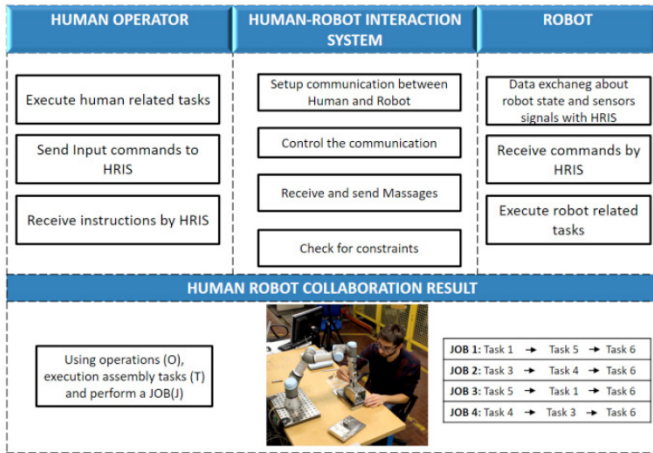 HUMAN OPERATOR
HUMAN-ROBOT INTERACTION
SYSTEM
ROBOT
Execute human related tasks
Send Input commands to
HRIS
Receive instructions by HRIS
Setup communication between
Human and Robot
Control the communication
Receive and send Massages
Check for constraints
Data exchaneg about
robot state and sensors
signals with HRIS
Receive commands by
HRIS
Execute robot related
tasks
HUMAN ROBOT COLLABORATION RESULT
Using operations (O),
execution assembly tasks (T)
and perform a JOB(J)
JOB 1: Task 1 → Task 5 → Task 6
JOB 2: Task 3 → Task 4 → Task 6
JOB 3: Task 5 → Task 1 → Task 6
JOB 4: Task 4 → Task 3 → Task 6